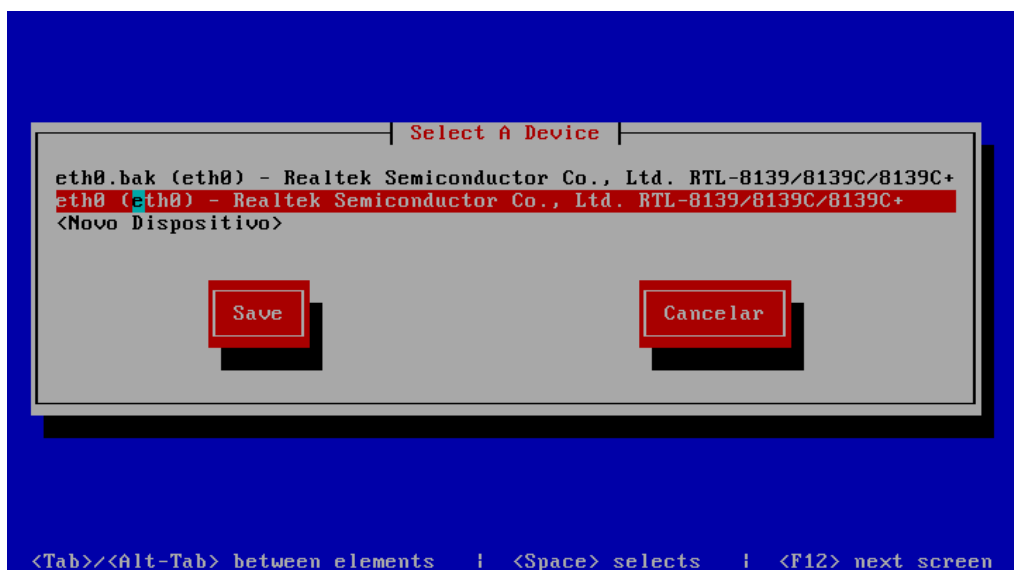 Select A Device
eth0.bak (eth0) - Realtek Semiconductor Co., Ltd. RTL-8139/8139C/8139C+
eth0 (eth0) - Realtek Semiconductor Co., Ltd. RTL-8139/8139C/8139C+
<Novo Dispositivo>
Save
Cancelar
<Tab>/<Alt-Tab> between elements | <Space> selects | <F12> next screen